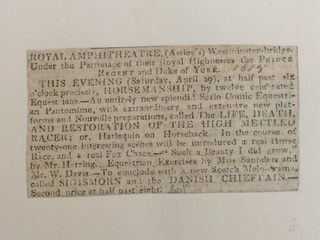 ROYAL AMPHITHEATRE, (Astley's) Westminster-bridge.
Under the Patronage of their Royal Highnesses the PRINCE
REGENT and DUKE of YORK. 1815
THIS EVENING (Saturday, April 29), at half past six
o'clock precisely, HORSEMANSHIP, by twelve celebrated
Equestrians.—An entirely new splendid Serio Comic Equestri-
an Pantomime, with extraordinary and extensive new plat-
forms and Nouvelle preparations, called The LIFE, DEATH,
AND RESTORATION OF THE HIGH METTLED
RACER; or, Harlequin on Horseback. In the course of
twenty-one interesting scenes will be introduced a real Horse
Race, and a real Fox Chace.—" Such a Beauty I did grow,"
by Mr. Herring. Equestrian Exercises by Miss Saunders and
Mr. W. Davis.—To conclude with a new Scotch Melo-drama,
called SIGISMORN and the DANISH CHIEFTAIN.—
Second price at half past eight.